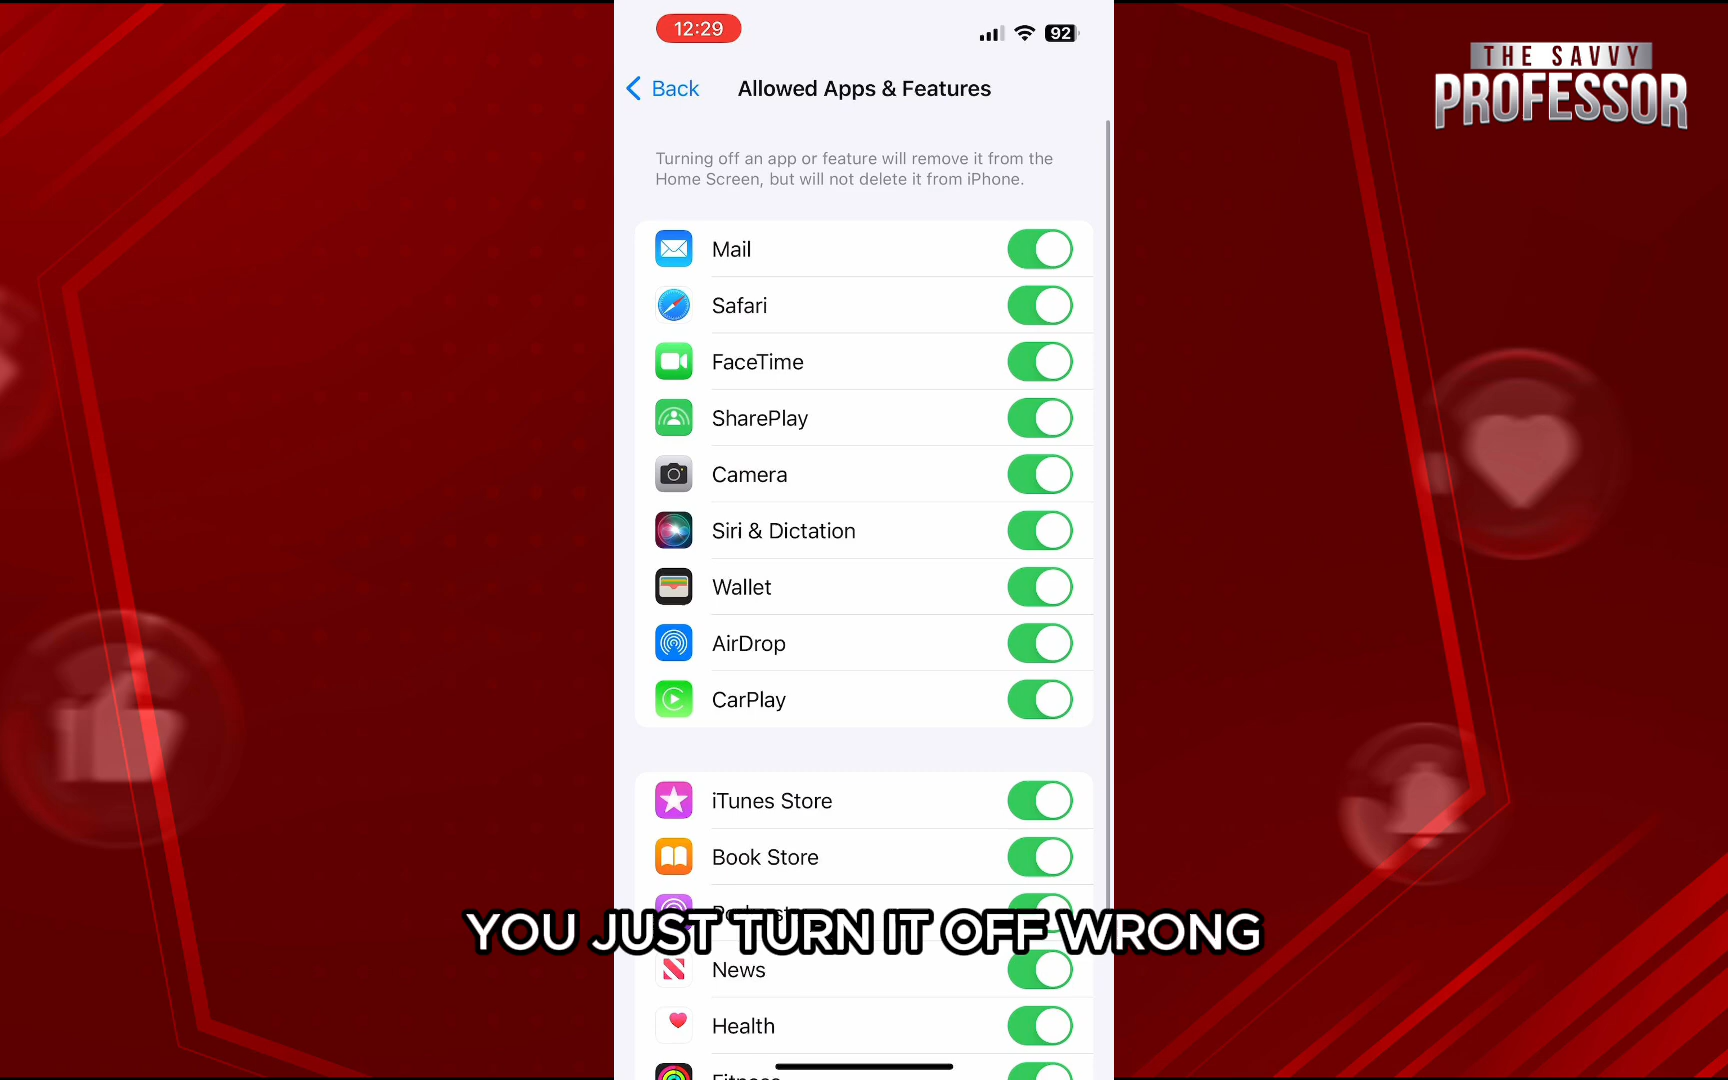 12:29
92
THE SAVVY
PROFESSOR
Back
Allowed Apps & Features
Turning off an app or feature will remove it from the
Home Screen, but will not delete it from iPhone.
Mail
Safari
FaceTime
SharePlay
Camera
Siri & Dictation
Wallet
AirDrop
CarPlay
iTunes Store
Book Store
YOU JUST TURN IT OFF WRONG
News
Health